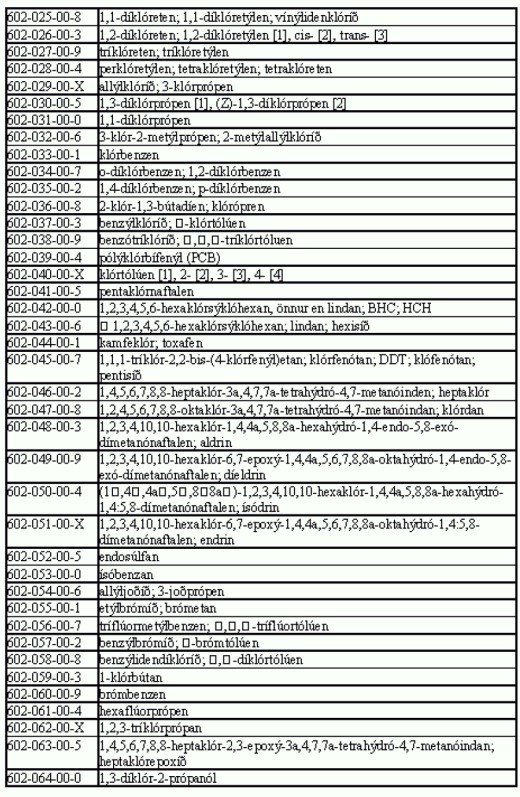 602-025-00-8 1,1-díklóreten; 1,1-díklóretýlen; vínýlidenklóríð
602-026-00-3 1,2-díklóreten; 1,2-díklóretýlen [1], cis- [2], trans- [3]
602-027-00-9 tríklóreten; tríklóretýlen
602-028-00-4 perklóretýlen; tetraklóretýlen; tetraklóreten
602-029-00-X allýlklóríð; 3-klórprópen
602-030-00-5 1,3-díklórprópen [1], (Z)-1,3-díklórprópen [2]
602-031-00-0 1,1-díklórprópen
602-032-00-6 3-klór-2-metýlprópen; 2-metýlallýlklóríð
602-033-00-1 klórbenzen
602-034-00-7 o-díklórbenzen; 1,2-díklórbenzen
602-035-00-2 1,4-díklórbenzen; p-díklórbenzen
602-036-00-8 2-klór-1,3-bútadíen; klórópren
602-037-00-3 benzýlklóríð; □-klórtólúen
602-038-00-9 benzótríklóríð; □,□,□-tríklórtóluen
602-039-00-4 pólýklórbífenýl (PCB)
602-040-00-X klórtólúen [1], 2- [2], 3- [3], 4- [4]
602-041-00-5 pentaklórnaftalen
602-042-00-0 1,2,3,4,5,6-hexaklórsýklóhexan, önnur en lindan; BHC; HCH
602-043-00-6 □ 1,2,3,4,5,6-hexaklórsýklóhexan; lindan; hexisíð
602-044-00-1 kamfeklór; toxafen
602-045-00-7 1,1,1-tríklór-2,2-bis-(4-klórfenýl)etan; klórfenótan; DDT; klófenótan;
pentisíð
602-046-00-2 1,4,5,6,7,8,8-heptaklór-3a,4,7,7a-tetrahýdró-4,7-metanóinden; heptaklór
602-047-00-8 1,2,4,5,6,7,8,8-oktaklór-3a,4,7,7a-tetrahýdró-4,7-metanóindan; klórdan
602-048-00-3 1,2,3,4,10,10-hexaklór-1,4,4a,5,8,8a-hexahýdró-1,4-endo-5,8-exó-
dímetanónaftalen; aldrin
602-049-00-9 1,2,3,4,10,10-hexaklór-6,7-epoxý-1,4,4a,5,6,7,8,8a-oktahýdró-1,4-endo-5,8-
exó-dímetanónaftalen; díeldrin
602-050-00-4 (1□,4□,4a□,5□,8□8a□)-1,2,3,4,10,10-hexaklór-1,4,4a,5,8,8a-hexahýdró-
1,4:5,8-dímetanónaftalen; ísódrin
602-051-00-X 1,2,3,4,10,10-hexaklór-6,7-epoxý-1,4,4a,5,6,7,8,8a-oktahýdró-1,4:5,8-
dímetanónaftalen; endrin
602-052-00-5 endosúlfan
602-053-00-0 ísóbenzan
602-054-00-6 allýljoðíð; 3-joðprópen
602-055-00-1 etýlbrómíð; brómetan
602-056-00-7 tríflúormetýlbenzen; □,□,□-tríflúortólúen
602-057-00-2 benzýlbrómíð; □-brómtólúen
602-058-00-8 benzýlidendíklóríð; □,□-díklórtólúen
602-059-00-3 1-klórbútan
602-060-00-9 brómbenzen
602-061-00-4 hexaflúorprópen
602-062-00-X 1,2,3-tríklórprópan
602-063-00-5 1,4,5,6,7,8,8-heptaklór-2,3-epoxý-3a,4,7,7a-tetrahýdró-4,7-metanóindan;
heptaklórepoxíð
602-064-00-0 1,3-díklór-2-própanól